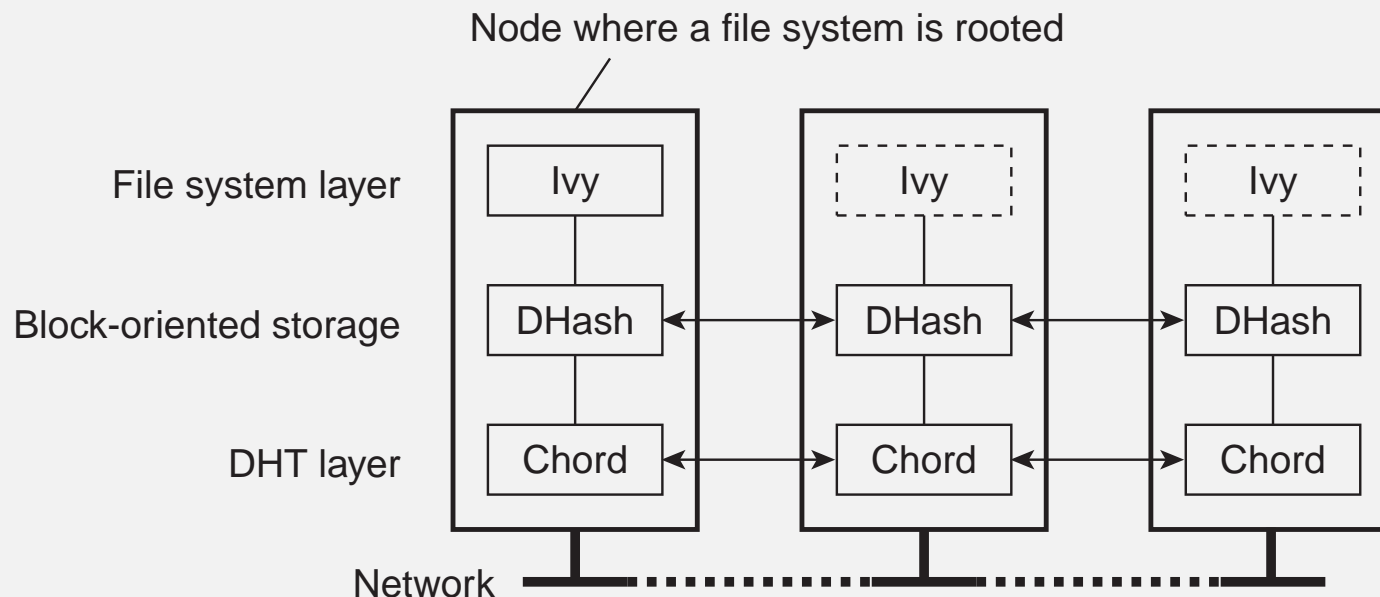 Node where a file system is rooted
File system layer
Ivy
Ivy
Ivy
Block-oriented storage
DHash
DHash
DHash
DHT layer
Chord
Chord
Chord
Network